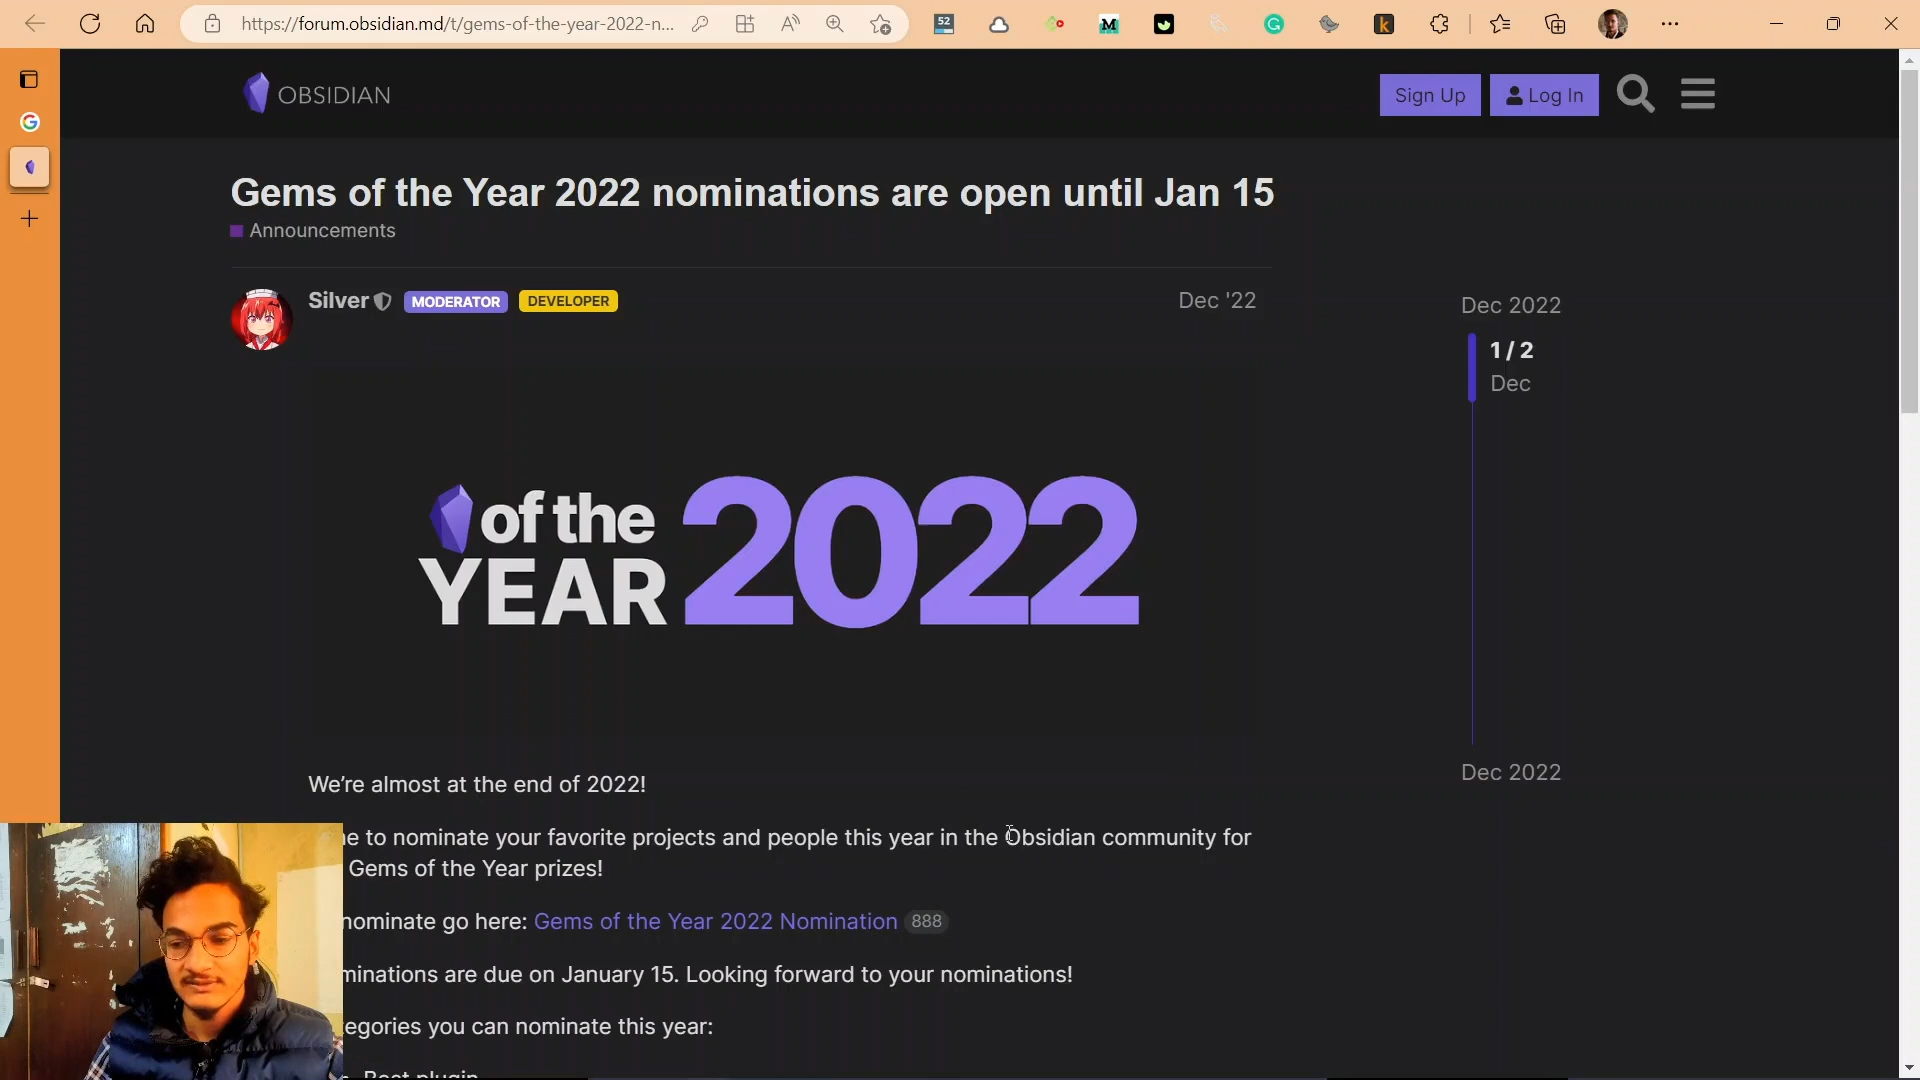 https://forum.obsidian.md/t/gems-of-the-year-2022-n...
52
M
G
k
OBSIDIAN
Sign Up
Log In
Gems of the Year 2022 nominations are open until Jan 15
Announcements
Silver MODERATOR DEVELOPER Dec '22
Dec 2022
1 / 2
Dec
of the
YEAR 2022
Dec 2022
We're almost at the end of 2022!
to nominate your favorite projects and people this year in the Obsidian community for
Gems of the Year prizes!
nominate go here: Gems of the Year 2022 Nomination 888
are due on January 15. Looking forward to your nominations!
you can nominate this year: